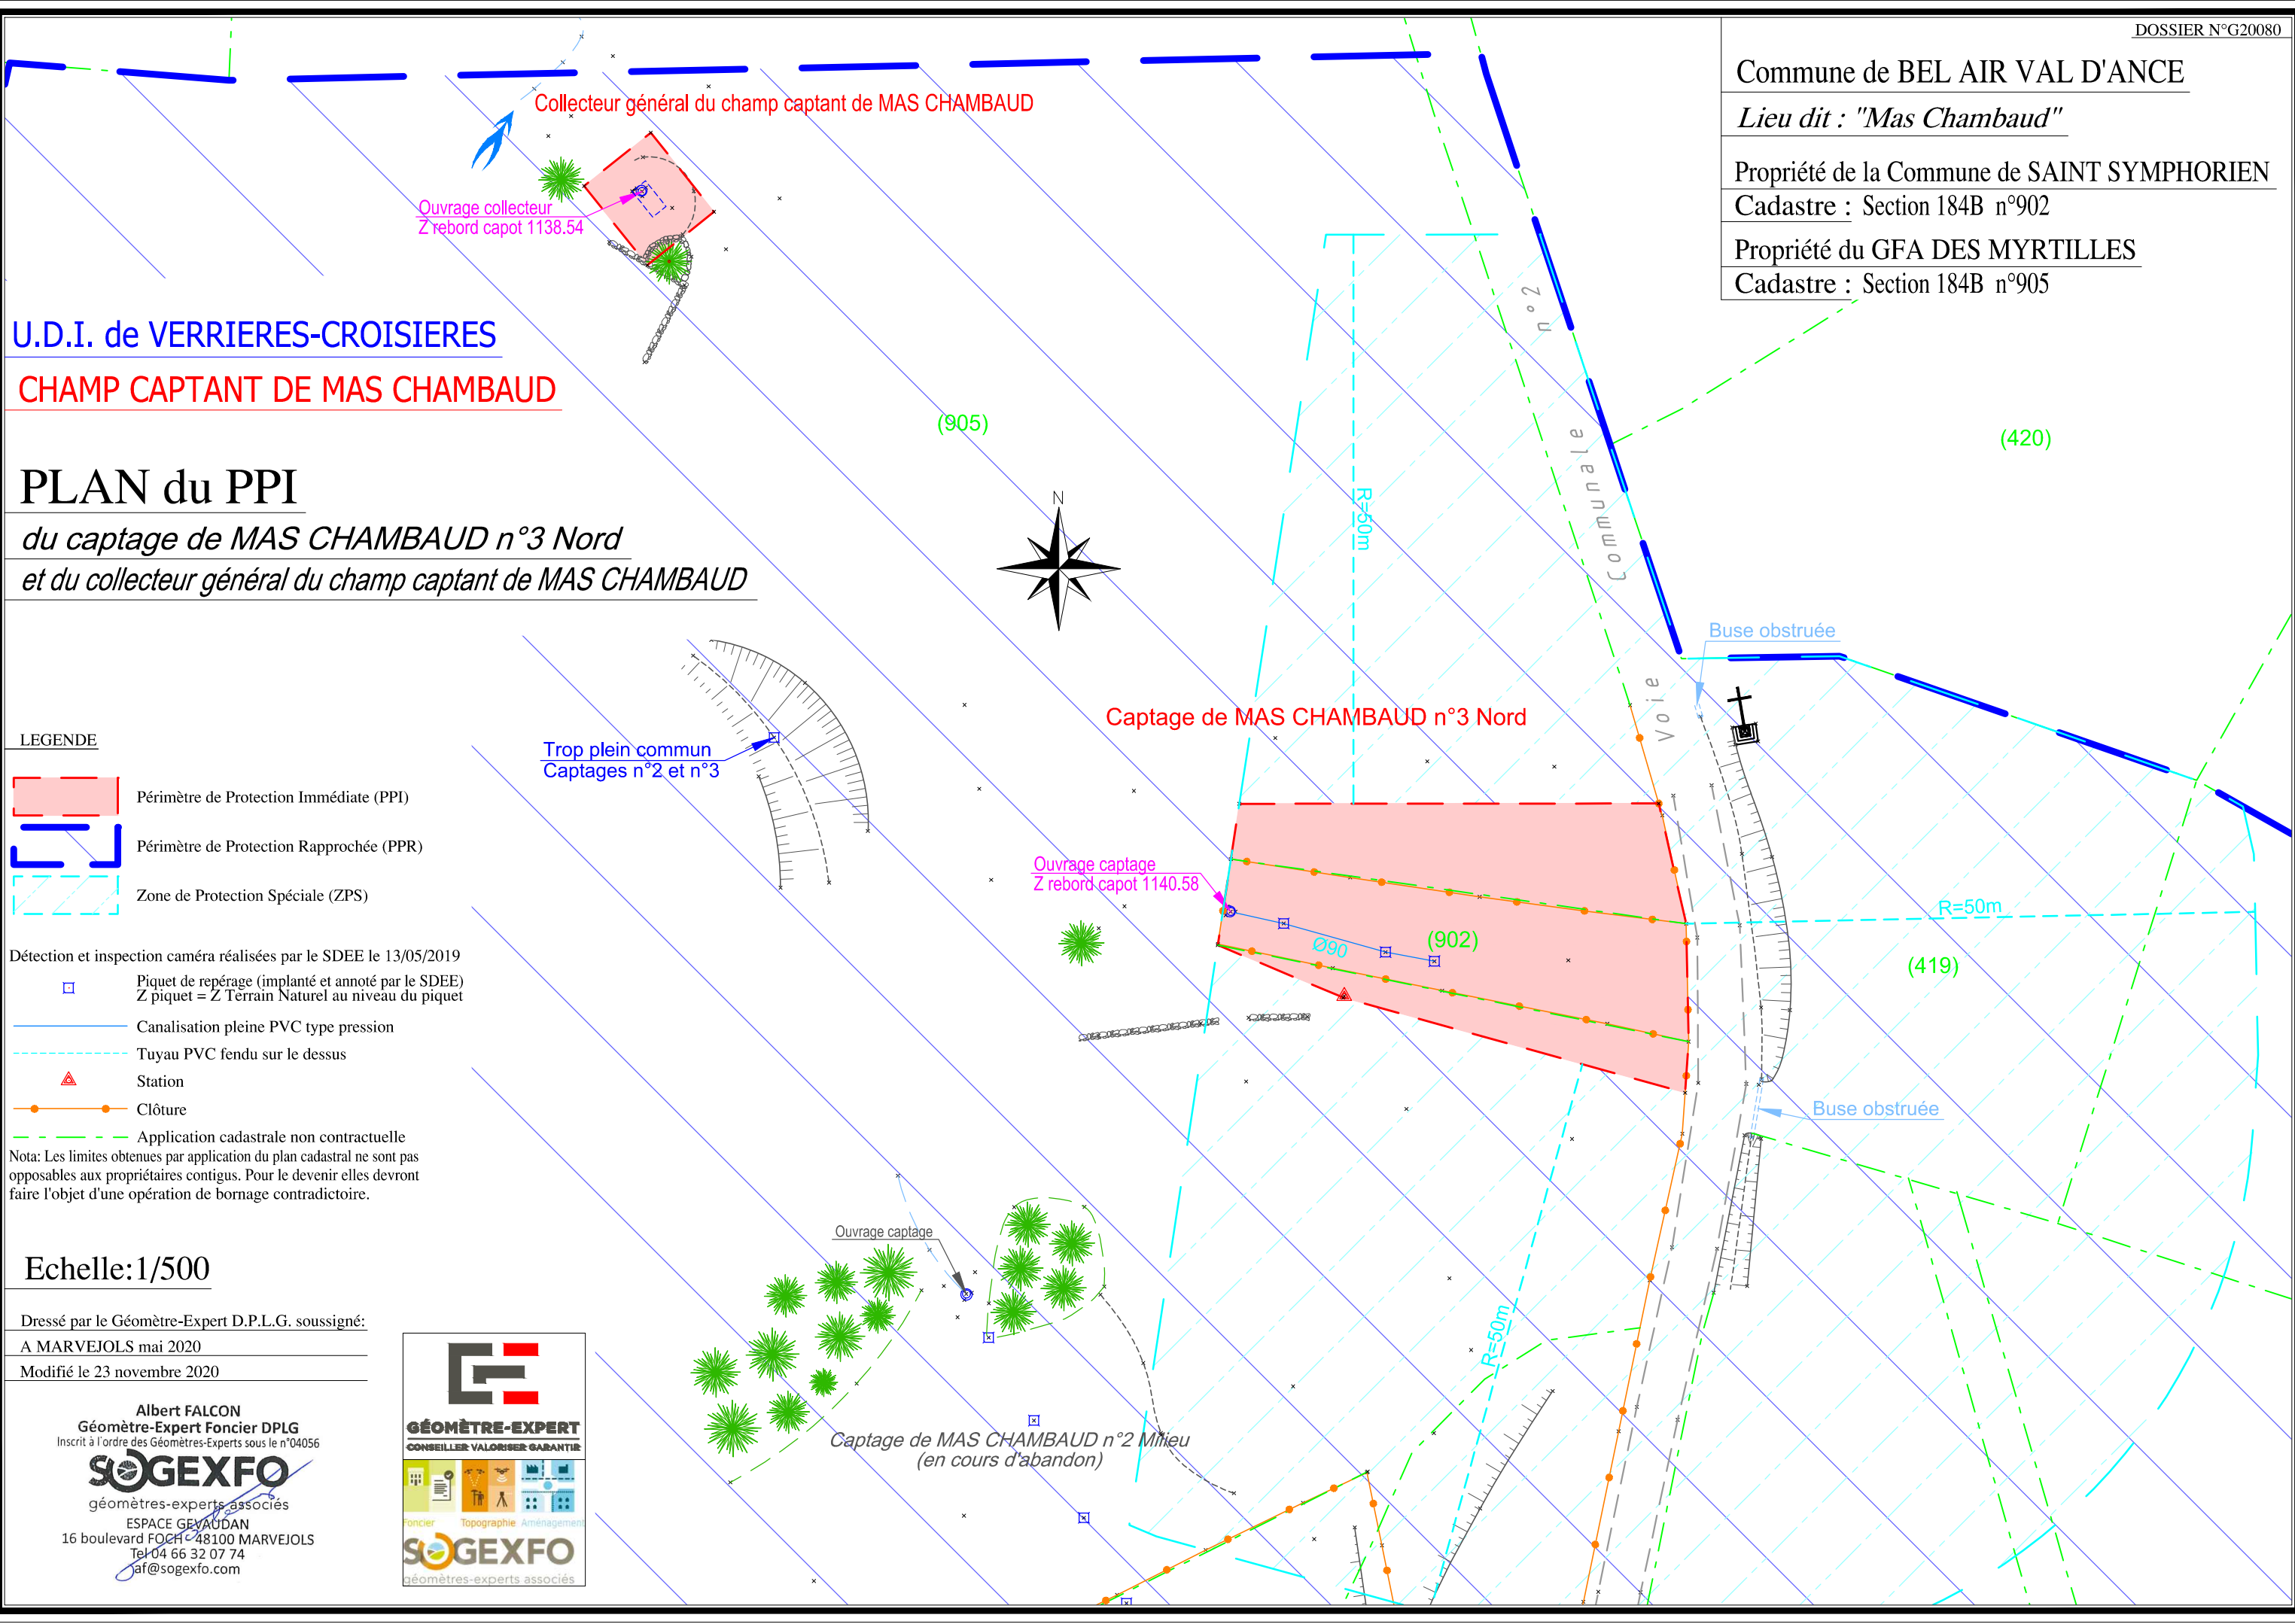 DOSSIER N°G20080
Commune de BEL AIR VAL D'ANCE
Lieu dit : "Mas Chambaud"
Propriété de la Commune de SAINT SYMPHORIEN
Cadastre : Section 184B n°902
Propriété du GFA DES MYRTILLES
Cadastre : Section 184B n°905
Collecteur général du champ captant de MAS CHAMBAUD
Ouvrage collecteur
Z rebord capot 1138.54
U.D.I. de VERRIERES-CROISIERES
CHAMP CAPTANT DE MAS CHAMBAUD
PLAN du PPI
du captage de MAS CHAMBAUD n°3 Nord
et du collecteur général du champ captant de MAS CHAMBAUD
(905)
(420)
N
R=50m
Voie Communale n°2
Buse obstruée
Captage de MAS CHAMBAUD n°3 Nord
Trop plein commun
Captages n°2 et n°3
Ouvrage captage
Z rebord capot 1140.58
Ø90
(902)
R=50m
(419)
Buse obstruée
R=50m
Ouvrage captage
Captage de MAS CHAMBAUD n°2 Milieu
(en cours d'abandon)
LEGENDE
Périmètre de Protection Immédiate (PPI)
Périmètre de Protection Rapprochée (PPR)
Zone de Protection Spéciale (ZPS)
Détection et inspection caméra réalisées par le SDEE le 13/05/2019
Piquet de repérage (implanté et annoté par le SDEE)
Z piquet = Z Terrain Naturel au niveau du piquet
Canalisation pleine PVC type pression
Tuyau PVC fendu sur le dessus
Station
Clôture
Application cadastrale non contractuelle
Nota: Les limites obtenues par application du plan cadastral ne sont pas
opposables aux propriétaires contigus. Pour le devenir elles devront
faire l'objet d'une opération de bornage contradictoire.
Echelle:1/500
Dressé par le Géomètre-Expert D.P.L.G. soussigné:
A MARVEJOLS mai 2020
Modifié le 23 novembre 2020
Albert FALCON
Géomètre-Expert Foncier DPLG
Inscrit à l'ordre des Géomètres-Experts sous le n°04056
SOGEXFO
géomètres-experts associés
ESPACE GEVAUDAN
16 boulevard FOCH - 48100 MARVEJOLS
Tel 04 66 32 07 74
af@sogexfo.com
GÉOMÈTRE-EXPERT
CONSEILLER VALORISER GARANTIR
Foncier Topographie Aménagement
SOGEXFO
géomètres-experts associés